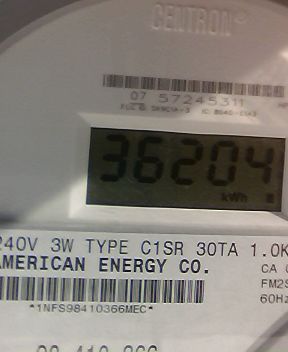 CENTRON®
07 57245311
36204
kWh
240V 3W TYPE C1SR 30TA 1.0K
AMERICAN ENERGY CO.
CA
FM2S
60Hz
*1NFS98410366MEC*